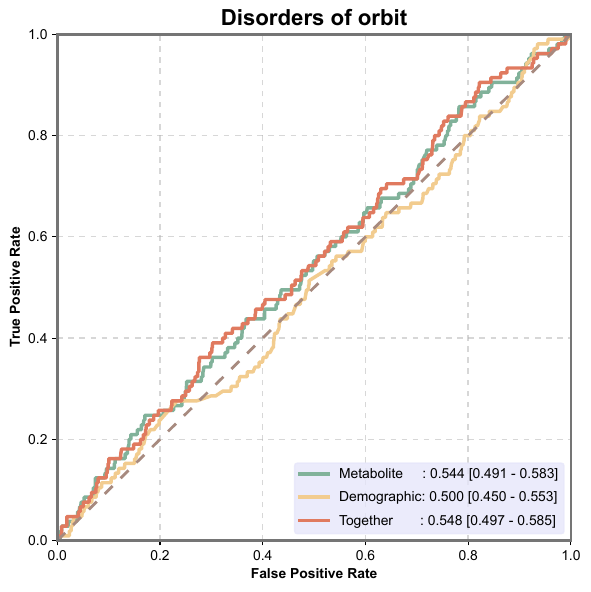 Disorders of orbit
True Positive Rate
1.0
0.8
0.6
0.4
0.2
0.0
Metabolite : 0.544 [0.491 - 0.583]
Demographic: 0.500 [0.450 - 0.553]
Together : 0.548 [0.497 - 0.585]
0.0 0.2 0.4 0.6 0.8 1.0
False Positive Rate